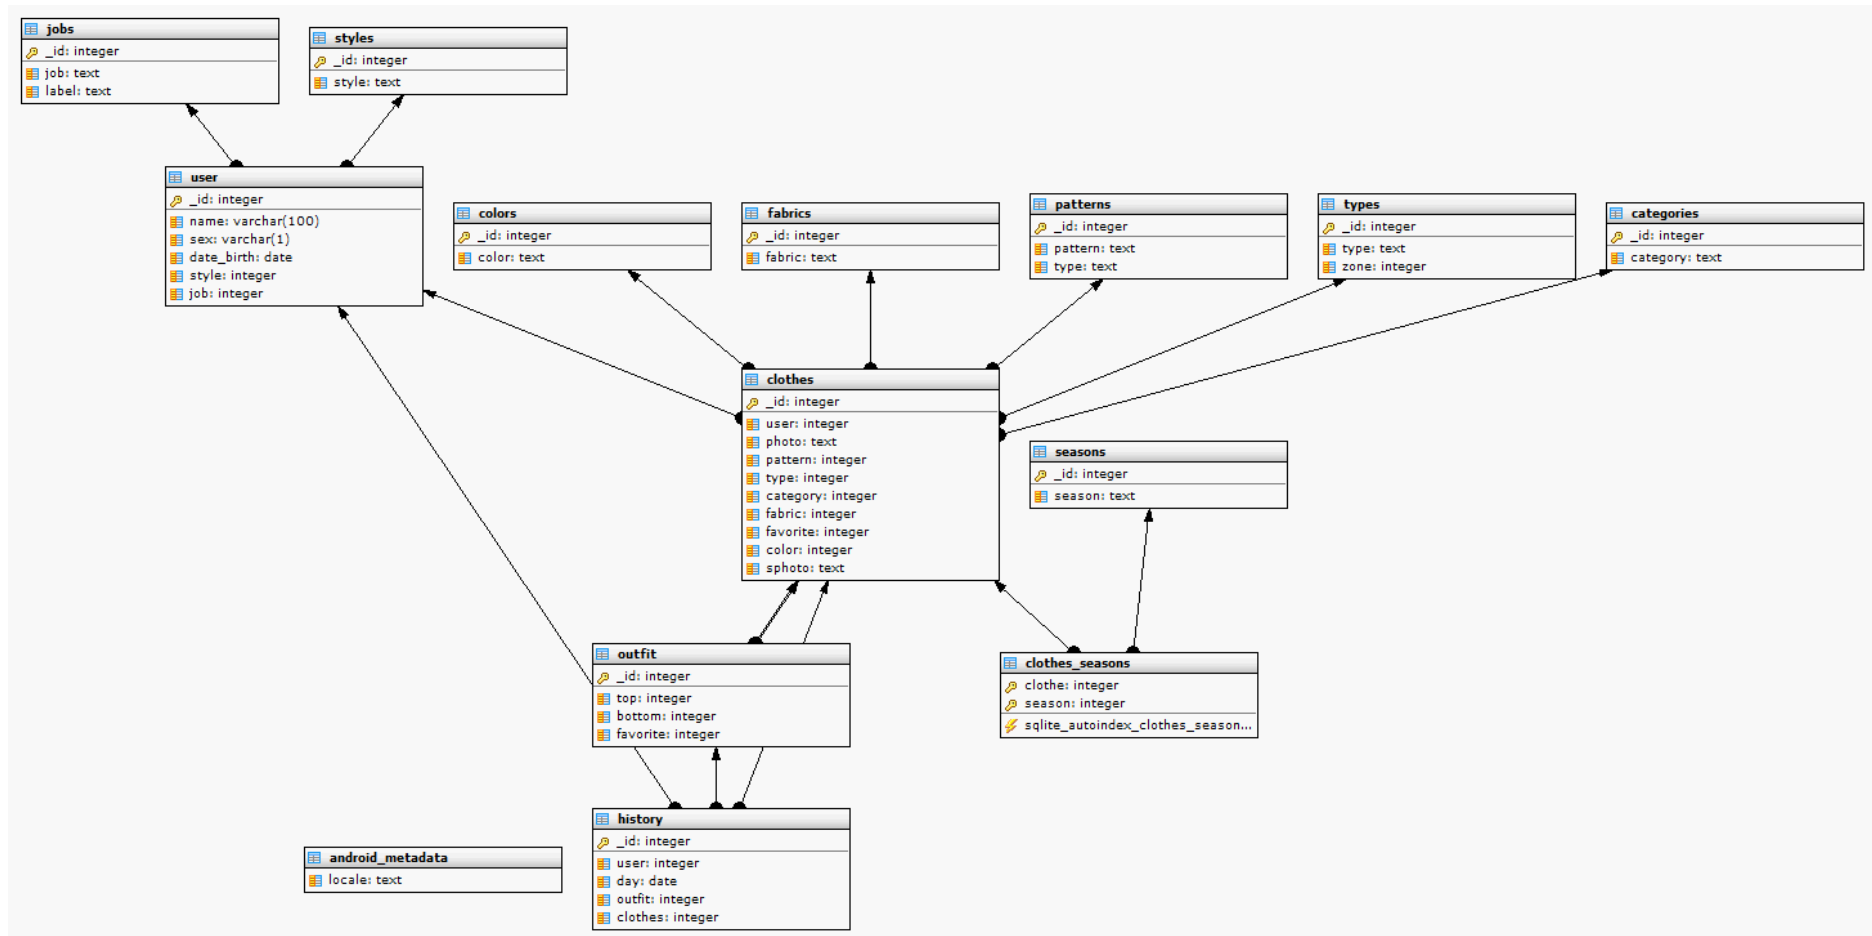 jobs
_id: integer
job: text
label: text
styles
_id: integer
style: text
user
_id: integer
name: varchar(100)
sex: varchar(1)
date_birth: date
style: integer
job: integer
colors
_id: integer
color: text
fabrics
_id: integer
fabric: text
patterns
_id: integer
pattern: text
type: text
types
_id: integer
type: text
zone: integer
categories
_id: integer
category: text
clothes
_id: integer
user: integer
photo: text
pattern: integer
type: integer
category: integer
fabric: integer
favorite: integer
color: integer
sphoto: text
seasons
_id: integer
season: text
outfit
_id: integer
top: integer
bottom: integer
favorite: integer
clothes_seasons
clothe: integer
season: integer
sqlite_autoindex_clothes_season...
history
_id: integer
user: integer
day: date
outfit: integer
clothes: integer
android_metadata
locale: text